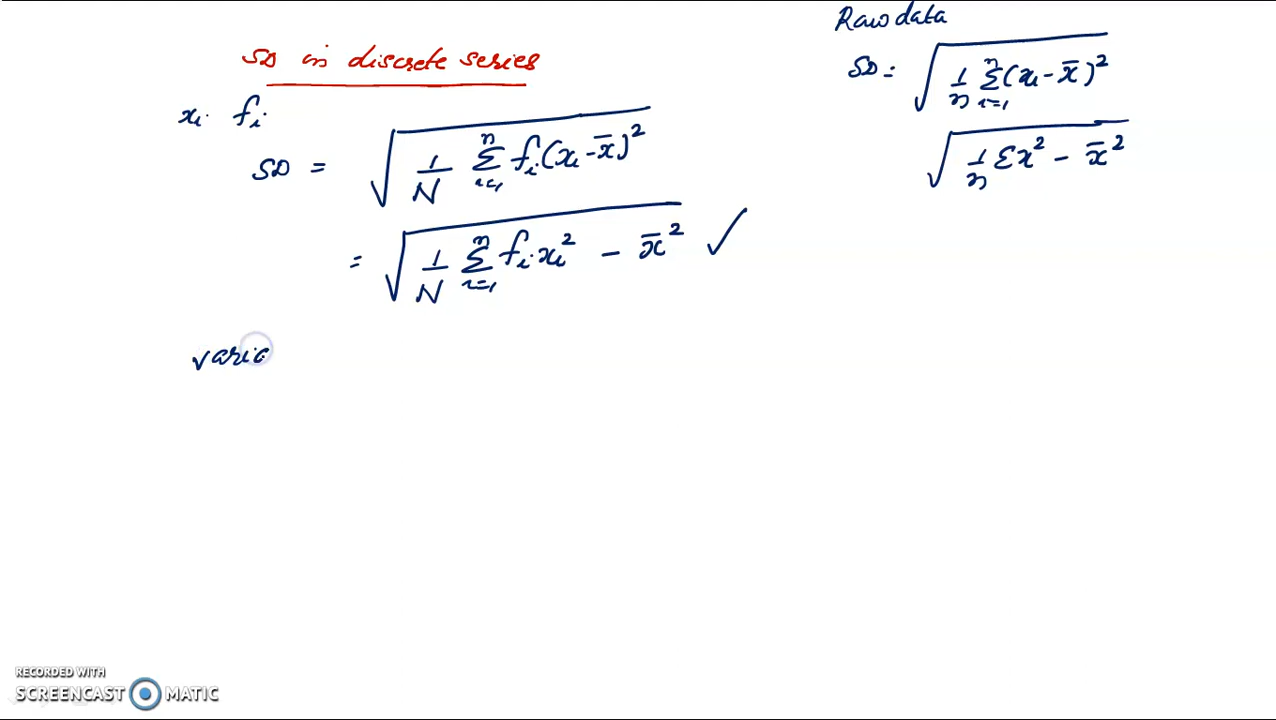 Raw data
SD in discrete series
SD = √(1/n Σ_{i=1}^{n} (xi - x̄)²)
xi fi
SD = √(1/N Σ_{i=1}^{n} fi (xi - x̄)²)
√(1/n Σx² - x̄²)
= √(1/N Σ_{i=1}^{n} fi xi² - x̄²) ✓
varia
RECORDED WITH
SCREENCAST MATIC